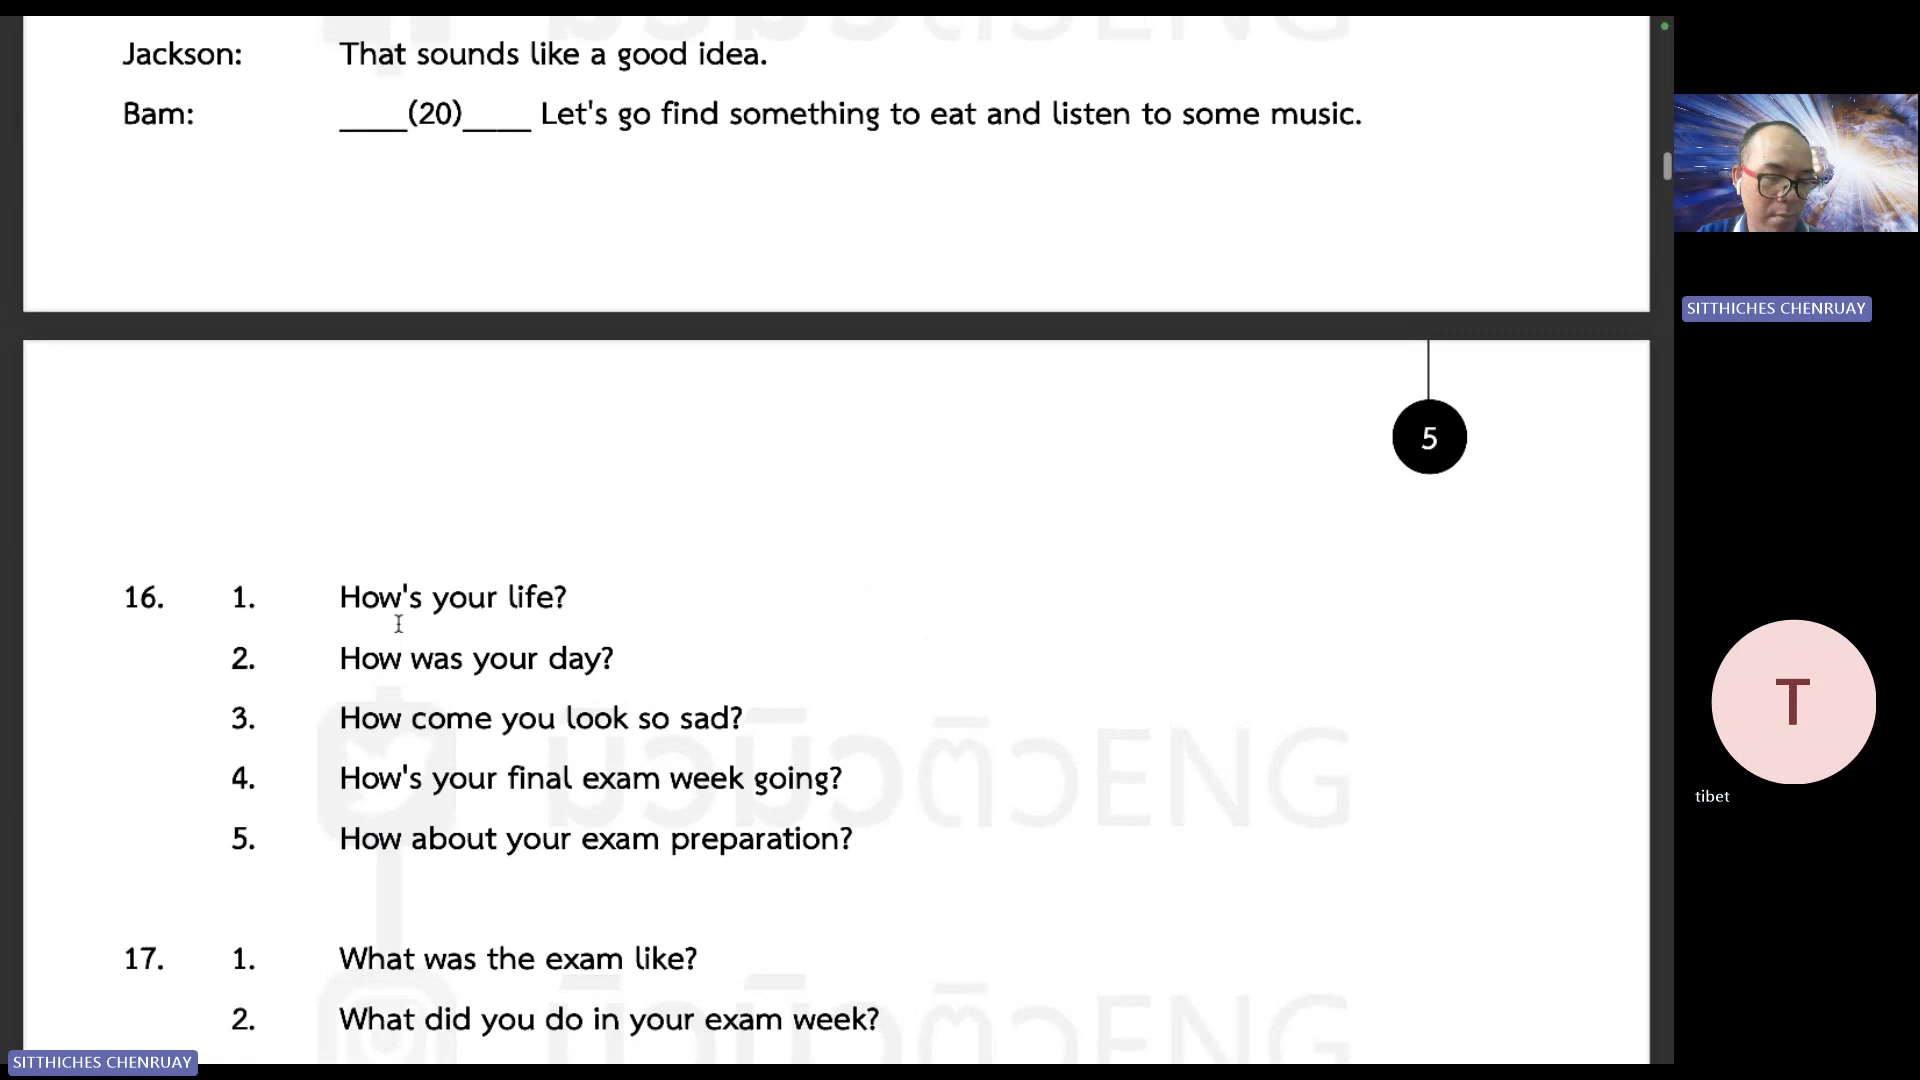 Jackson: That sounds like a good idea.
Bam: ____(20)____ Let's go find something to eat and listen to some music.
5
16. 1. How's your life?
2. How was your day?
3. How come you look so sad?
4. How's your final exam week going?
5. How about your exam preparation?
17. 1. What was the exam like?
2. What did you do in your exam week?
SITTHICHES CHENRUAY
T
tibet
SITTHICHES CHENRUAY